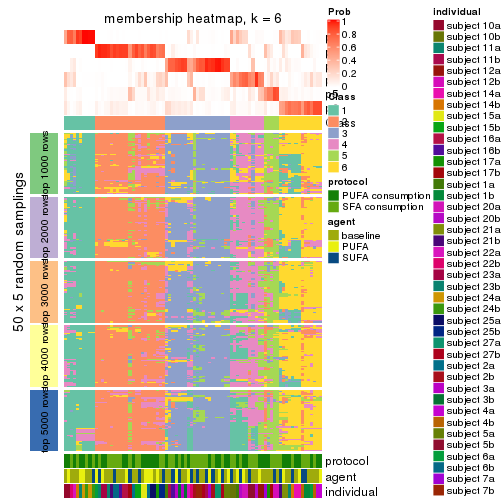 membership heatmap, k = 6
Prob
1
0.8
0.6
0.4
0.2
0
Class
1
2
3
4
5
6
protocol
PUFA consumption
SFA consumption
agent
baseline
PUFA
SUFA
individual
subject 10a
subject 10b
subject 11a
subject 11b
subject 12a
subject 12b
subject 14a
subject 14b
subject 15a
subject 15b
subject 16a
subject 16b
subject 17a
subject 17b
subject 1a
subject 1b
subject 20a
subject 20b
subject 21a
subject 21b
subject 22a
subject 22b
subject 23a
subject 23b
subject 24a
subject 24b
subject 25a
subject 25b
subject 27a
subject 27b
subject 2a
subject 2b
subject 3a
subject 3b
subject 4a
subject 4b
subject 5a
subject 5b
subject 6a
subject 6b
subject 7a
subject 7b
50 x 5 random samplings
top 1000 rows
top 2000 rows
top 3000 rows
top 4000 rows
top 5000 rows
protocol
agent
individual